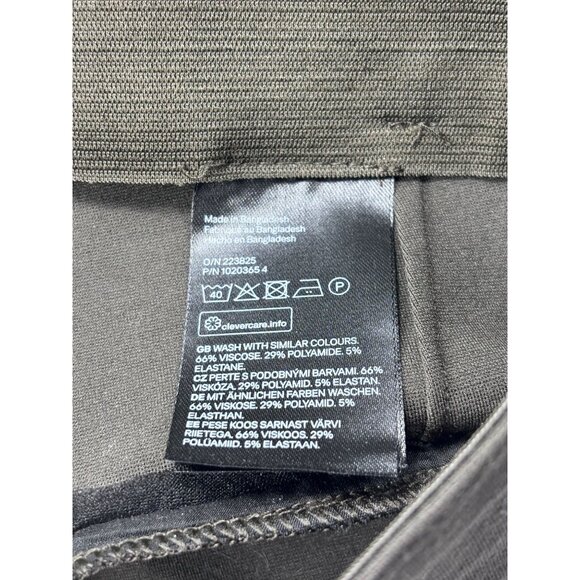 Made in Bangladesh
Fabriqué au Bangladesh
Hecho en Bangladesh
O/N 223825
P/N 1020365 4
40 P
clevercare.info
GB WASH WITH SIMILAR COLOURS.
66% VISCOSE. 29% POLYAMIDE. 5%
ELASTANE.
CZ PERTE S PODOBNÝMI BARVAMI. 66%
VISKÓZA. 29% POLYAMID. 5% ELASTAN.
DE MIT ÄHNLICHEN FARBEN WASCHEN.
66% VISKOSE. 29% POLYAMID. 5%
ELASTHAN.
EE PESE KOOS SARNAST VÄRVI
RIIETEGA. 66% VISKOOS. 29%
POLÜAMIID. 5% ELASTAAN.